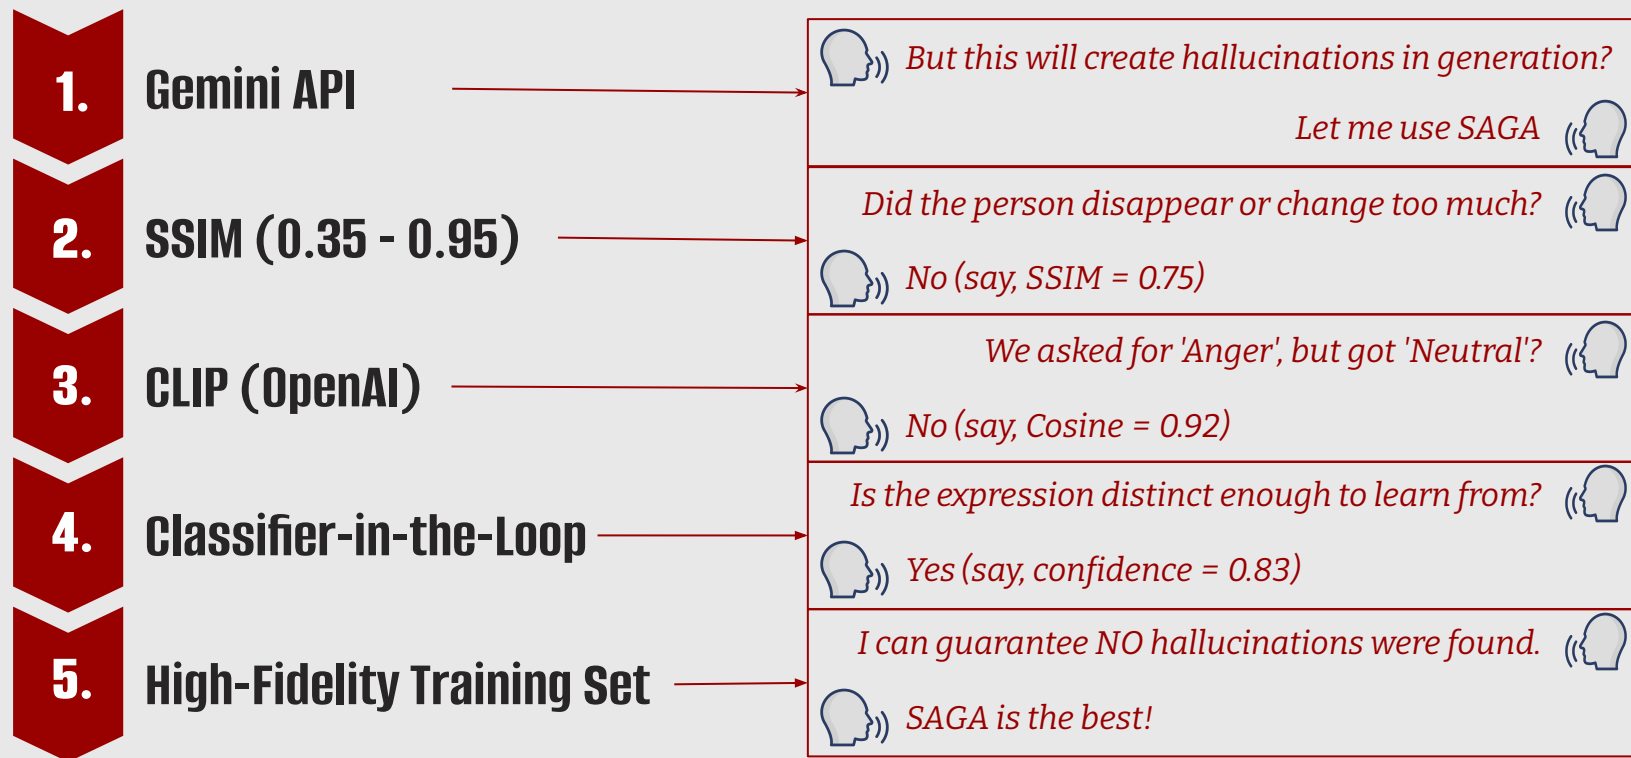 1.
Gemini API
But this will create hallucinations in generation?
Let me use SAGA
2.
SSIM (0.35 - 0.95)
Did the person disappear or change too much?
No (say, SSIM = 0.75)
3.
CLIP (OpenAI)
We asked for 'Anger', but got 'Neutral'?
No (say, Cosine = 0.92)
4.
Classifier-in-the-Loop
Is the expression distinct enough to learn from?
Yes (say, confidence = 0.83)
5.
High-Fidelity Training Set
I can guarantee NO hallucinations were found.
SAGA is the best!